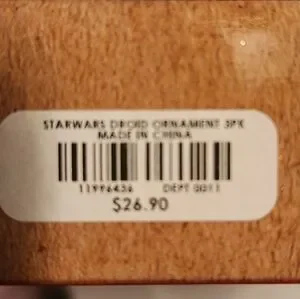 STARWARS DROID ORNAMENT 3PK
MADE IN CHINA
11996436 DEPT 0011
$26.90